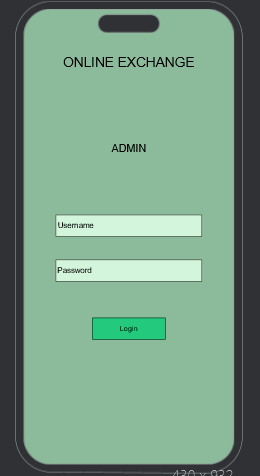 ONLINE EXCHANGE
ADMIN
Username
Password
Login
430 x 932